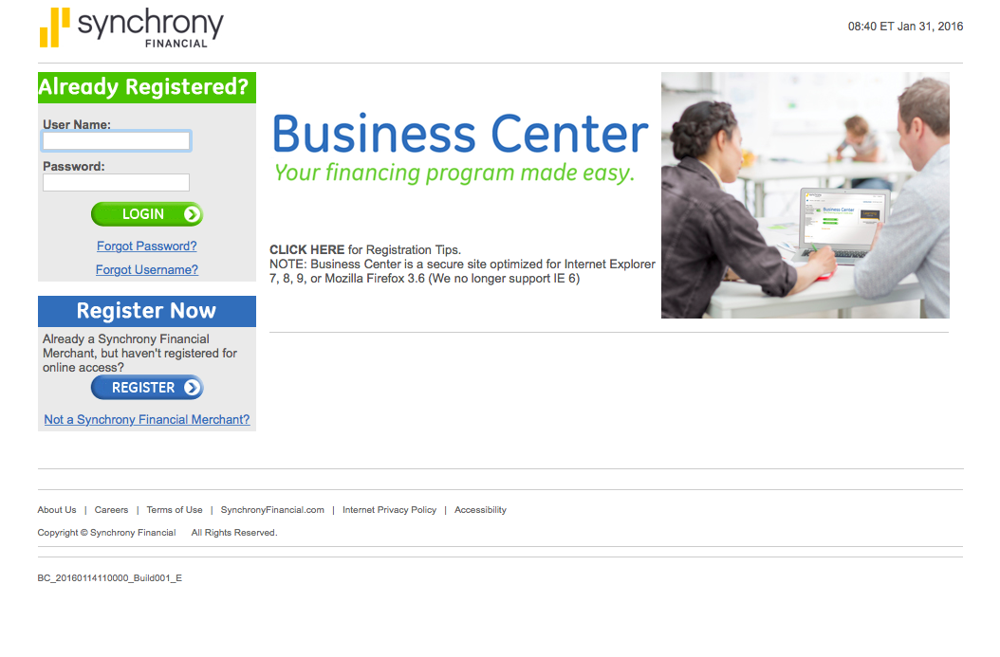 synchrony
FINANCIAL
08:40 ET Jan 31, 2016
Already Registered?
User Name:
Password:
LOGIN
Forgot Password?
Forgot Username?
Register Now
Already a Synchrony Financial
Merchant, but haven't registered for
online access?
REGISTER
Not a Synchrony Financial Merchant?
Business Center
Your financing program made easy.
CLICK HERE for Registration Tips.
NOTE: Business Center is a secure site optimized for Internet Explorer
7, 8, 9, or Mozilla Firefox 3.6 (We no longer support IE 6)
Business Center
About Us | Careers | Terms of Use | SynchronyFinancial.com | Internet Privacy Policy | Accessibility
Copyright © Synchrony Financial All Rights Reserved.
BC_20160114110000_Build001_E